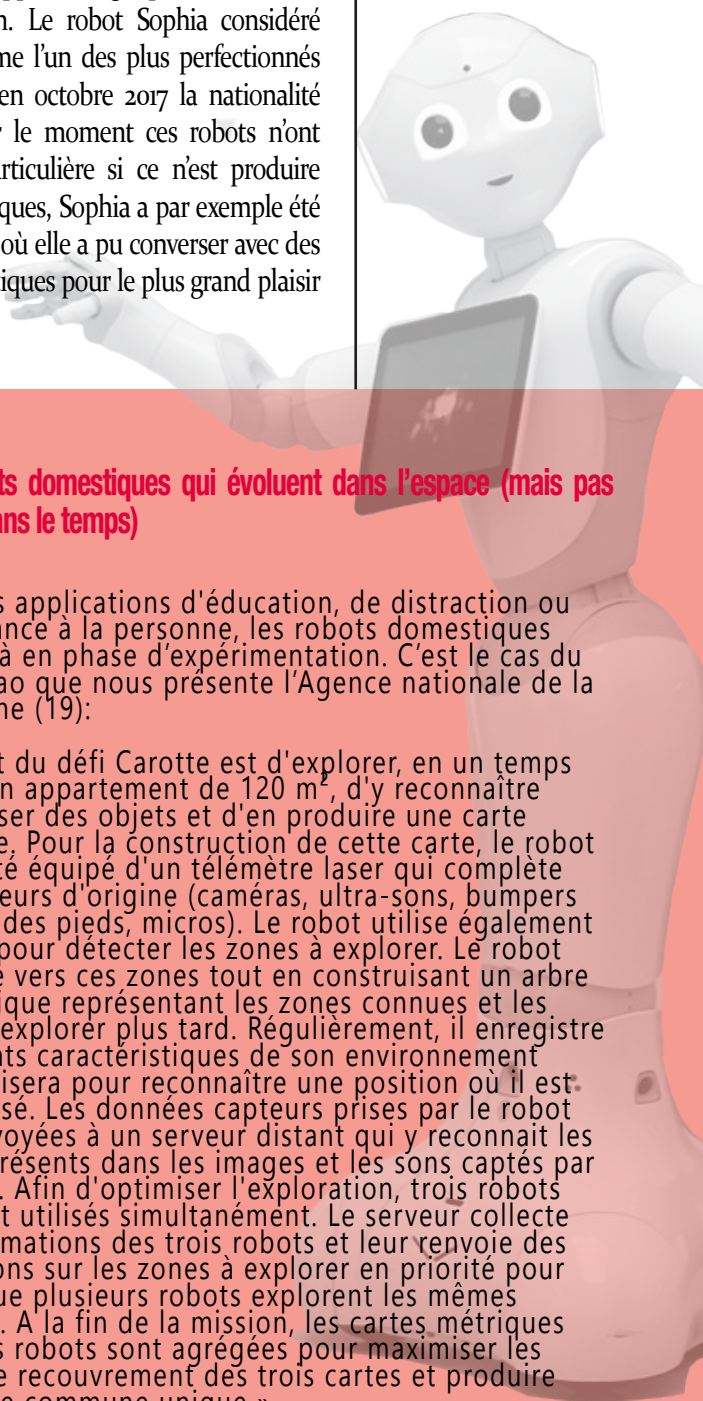 n. Le robot Sophia considéré
me l'un des plus perfectionnés
en octobre 2017 la nationalité
r le moment ces robots n'ont
articulière si ce n'est produire
ques, Sophia a par exemple été
où elle a pu converser avec des
tiques pour le plus grand plaisir
ts domestiques qui évoluent dans l'espace (mais pas
ans le temps)
s applications d'éducation, de distraction ou
ance à la personne, les robots domestiques
à en phase d'expérimentation. C'est le cas du
ao que nous présente l'Agence nationale de la
he (19):
t du défi Carotte est d'explorer, en un temps
n appartement de 120 m², d'y reconnaître
ser des objets et d'en produire une carte
e. Pour la construction de cette carte, le robot
té équipé d'un télémètre laser qui complète
eurs d'origine (caméras, ultra-sons, bumpers
des pieds, micros). Le robot utilise également
pour détecter les zones à explorer. Le robot
e vers ces zones tout en construisant un arbre
ique représentant les zones connues et les
explorer plus tard. Régulièrement, il enregistre
nts caractéristiques de son environnement
isera pour reconnaître une position où il est
sé. Les données capteurs prises par le robot
voyées à un serveur distant qui y reconnait les
résents dans les images et les sons captés par
. Afin d'optimiser l'exploration, trois robots
t utilisés simultanément. Le serveur collecte
mations des trois robots et leur renvoie des
ons sur les zones à explorer en priorité pour
ue plusieurs robots explorent les mêmes
. A la fin de la mission, les cartes métriques
s robots sont agrégées pour maximiser les
e recouvrement des trois cartes et produire
e commune unique »